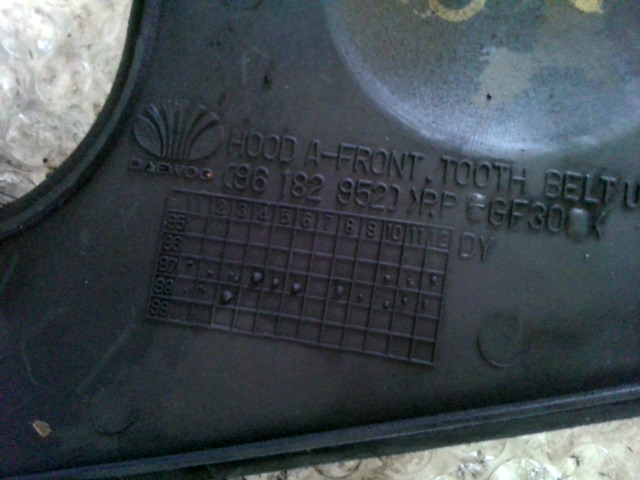 DAEWOO
HOOD A-FRONT. TOOTH BELT/U
(96 182 952) >P.P GF30 <
1 2 3 4 5 6 7 8 9 10 11 12 DY
95
96
97
98
99